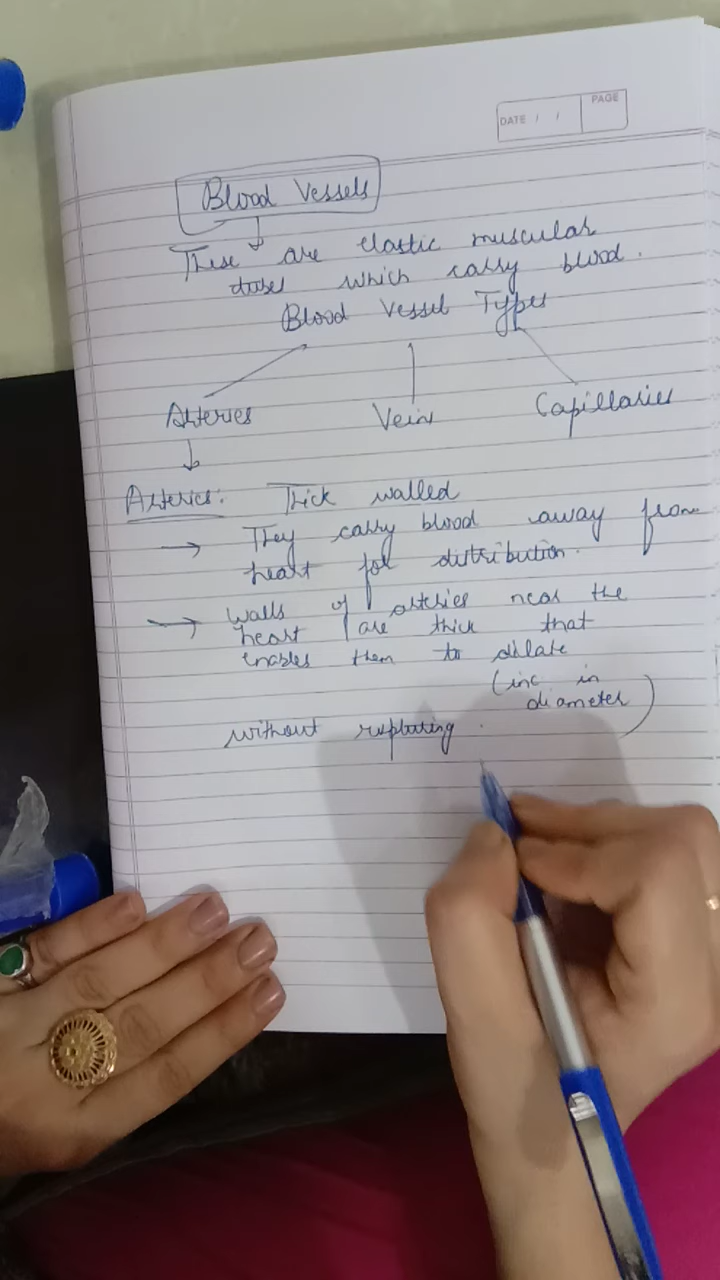 DATE / / PAGE
Blood Vessels
These are elastic muscular
tubes which carry blood.
Blood Vessel Types
Arteries Veins Capillaries
Arteries: Thick walled
→ They carry blood away from
heart for distribution.
→ Walls of arteries near the
heart are thick that
enables them to dilate
(inc in
diameter)
without rupturing.